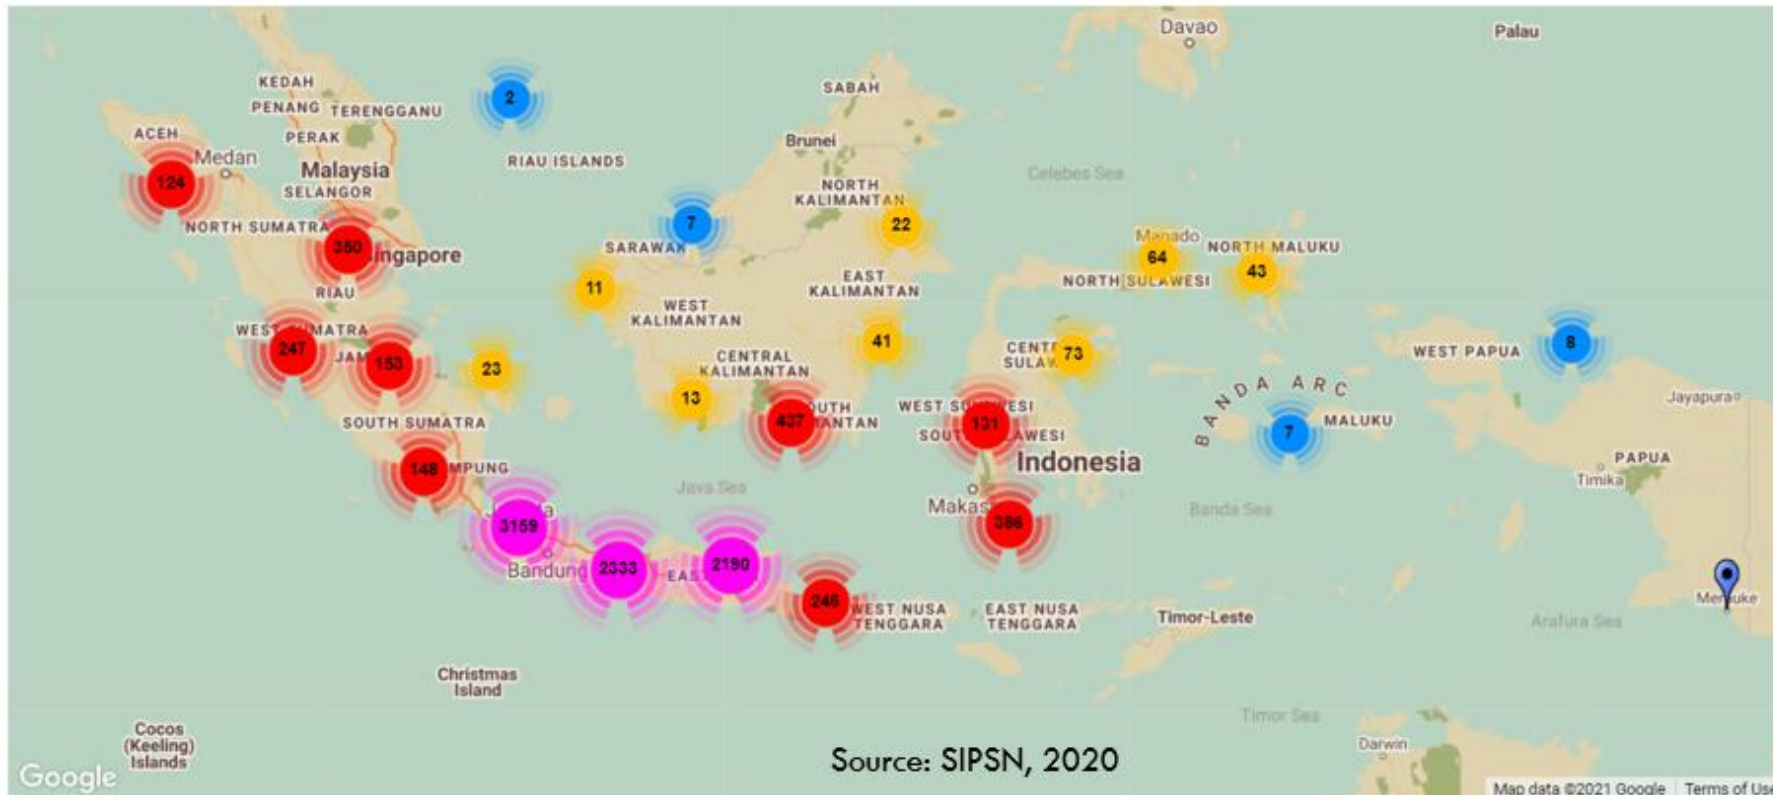 Davao
Palau
KEDAH
PENANG
TERENGGANU
SABAH
2
ACEH
PERAK
Brunei
Medan
Malaysia
RIAU ISLANDS
Celebes Sea
124
SELANGOR
NORTH
KALIMANTAN
NORTH SUMATRA
7
22
350
Singapore
SARAWAK
Manado
NORTH MALUKU
64
43
RIAU
11
EAST
KALIMANTAN
NORTH SULAWESI
WEST
KALIMANTAN
WEST SUMATRA
247
153
23
41
73
8
WEST PAPUA
CENTRAL
KALIMANTAN
BANDA ARC
Jayapura
13
SOUTH SUMATRA
437
WEST
131
7
MALUKU
148
Indonesia
PAPUA
Timika
Java Sea
Banda Sea
3159
386
Bandung
2333
EAST
2190
246
WEST NUSA
TENGGARA
EAST NUSA
TENGGARA
Timor-Leste
Merauke
Arafura Sea
Christmas
Island
Timor Sea
Cocos
(Keeling)
Islands
Darwin
Source: SIPSN, 2020
Google
Map data ©2021 Google
Terms of Use